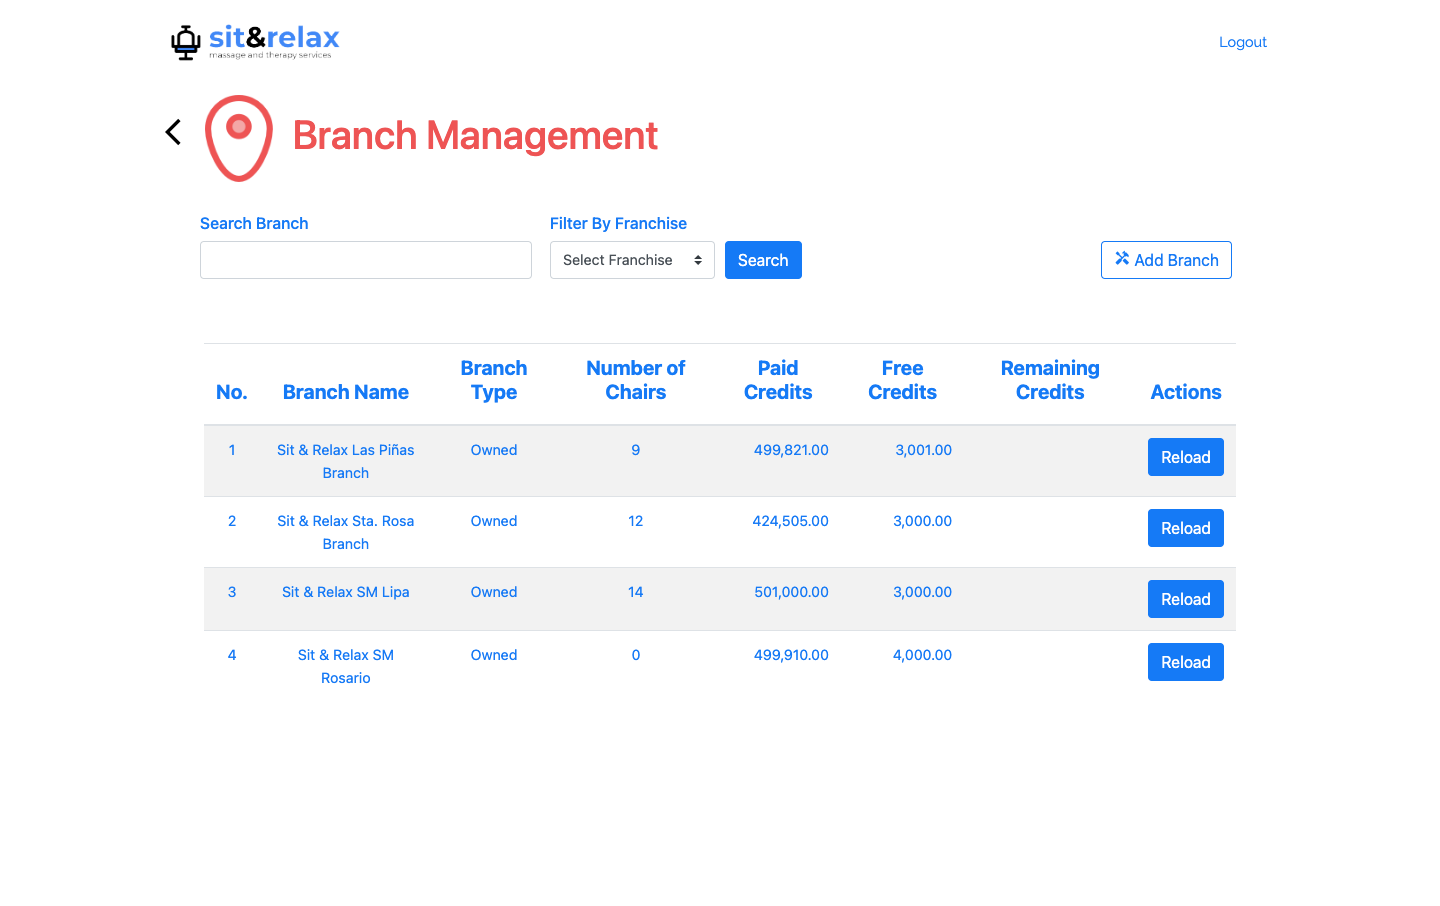 sit&relax
massage and therapy services
Logout
Branch Management
Search Branch
Filter By Franchise
Select Franchise
Search
Add Branch
No.
Branch Name
Branch
Type
Number of
Chairs
Paid
Credits
Free
Credits
Remaining
Credits
Actions
1
Sit & Relax Las Piñas
Branch
Owned
9
499,821.00
3,001.00
Reload
2
Sit & Relax Sta. Rosa
Branch
Owned
12
424,505.00
3,000.00
Reload
3
Sit & Relax SM Lipa
Owned
14
501,000.00
3,000.00
Reload
4
Sit & Relax SM
Rosario
Owned
0
499,910.00
4,000.00
Reload